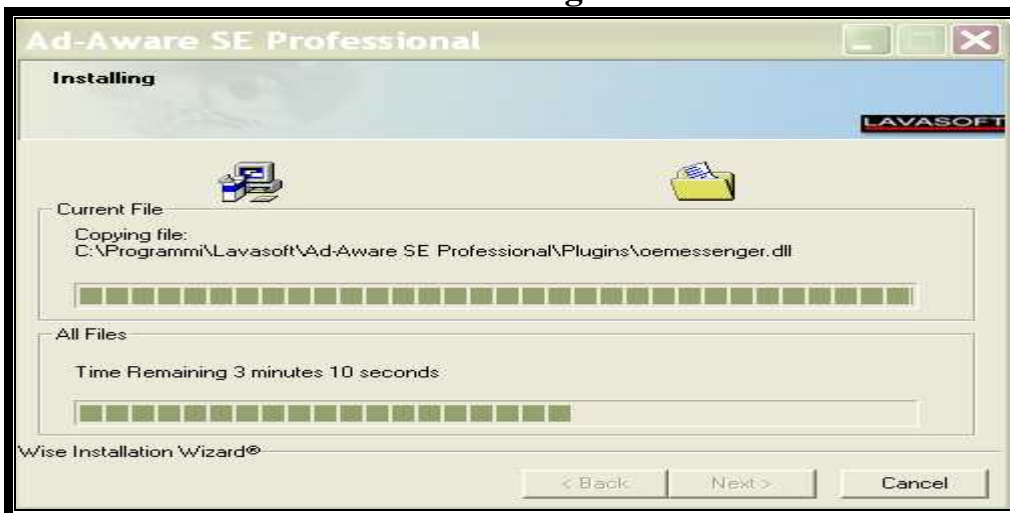 Ad-Aware SE Professional
Installing
LAVASOFT
Current File
Copying file:
C:\Programmi\Lavasoft\Ad-Aware SE Professional\Plugins\oemessenger.dll
All Files
Time Remaining 3 minutes 10 seconds
Wise Installation Wizard®
< Back Next > Cancel